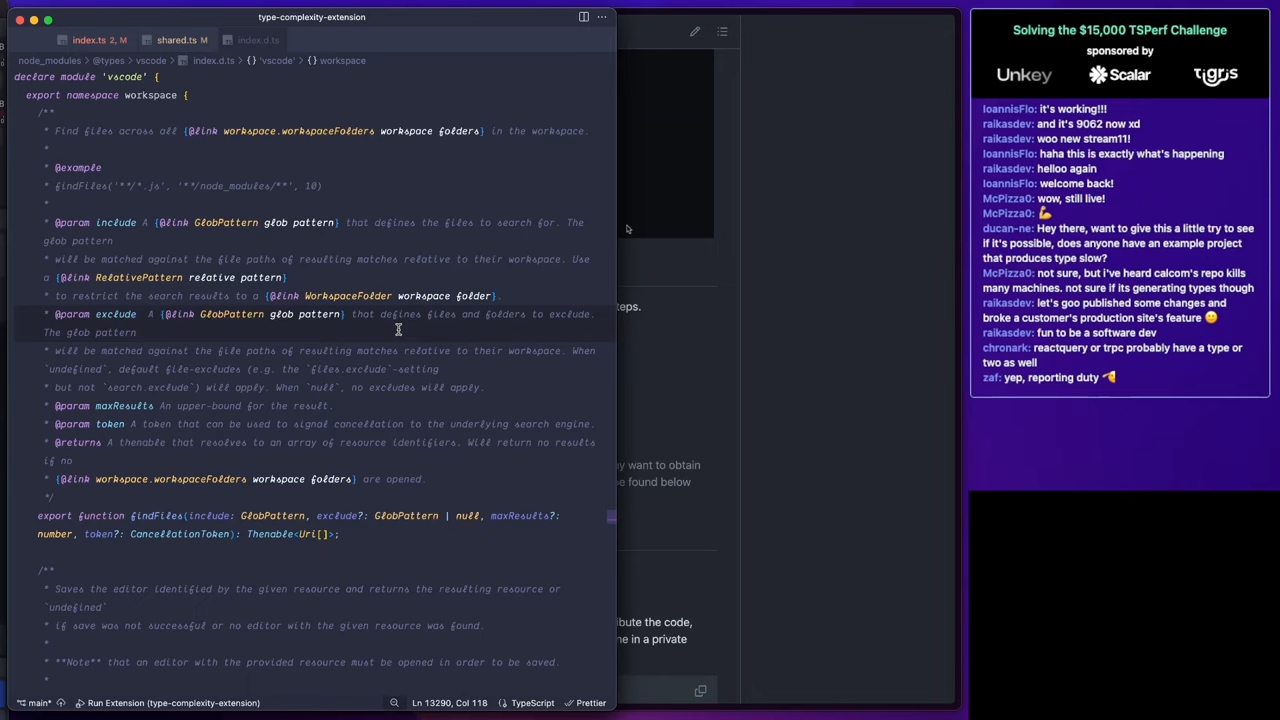 type-complexity-extension
index.ts 2, M
shared.ts M
index.d.ts
node_modules > @types > vscode > index.d.ts > {} 'vscode' > {} workspace
declare module 'vscode' {
export namespace workspace {
/**
* Find files across all {@link workspace.workspaceFolders workspace folders} in the workspace.
*
* @example
* findFiles('**/*.js', '**/node_modules/**', 10)
*
* @param include A {@link GlobPattern glob pattern} that defines the files to search for. The
glob pattern
* will be matched against the file paths of resulting matches relative to their workspace. Use
a {@link RelativePattern relative pattern}
* to restrict the search results to a {@link WorkspaceFolder workspace folder}.
* @param exclude  A {@link GlobPattern glob pattern} that defines files and folders to exclude.
The glob pattern
* will be matched against the file paths of resulting matches relative to their workspace. When
`undefined`, default file-excludes (e.g. the `files.exclude`-setting
* but not `search.exclude`) will apply. When `null`, no excludes will apply.
* @param maxResults An upper-bound for the result.
* @param token A token that can be used to signal cancellation to the underlying search engine.
* @returns A thenable that resolves to an array of resource identifiers. Will return no results
if no
* {@link workspace.workspaceFolders workspace folders} are opened.
*/
export function findFiles(include: GlobPattern, exclude?: GlobPattern | null, maxResults?:
number, token?: CancellationToken): Thenable<Uri[]>;
/**
* Saves the editor identified by the given resource and returns the resulting resource or
`undefined`
* if save was not successful or no editor with the given resource was found.
*
* **Note** that an editor with the provided resource must be opened in order to be saved.
*
main*
Run Extension (type-complexity-extension)
Ln 13290, Col 118
TypeScript
Prettier
teps.
ay want to obtain
be found below
ibute the code,
ne in a private
Solving the $15,000 TSPerf Challenge
sponsored by
Unkey
Scalar
tigris
IoannisFlo: it's working!!!
raikasdev: and it's 9062 now xd
raikasdev: woo new stream11!
IoannisFlo: haha this is exactly what's happening
raikasdev: helloo again
IoannisFlo: welcome back!
McPizza0: wow, still live!
McPizza0: 💪
ducan-ne: Hey there, want to give this a little try to see
if it's possible, does anyone have an example project
that produces type slow?
McPizza0: not sure, but i've heard calcom's repo kills
many machines. not sure if its generating types though
raikasdev: let's goo published some changes and
broke a customer's production site's feature 🙂
raikasdev: fun to be a software dev
chronark: reactquery or trpc probably have a type or
two as well
zaf: yep, reporting duty 🫡